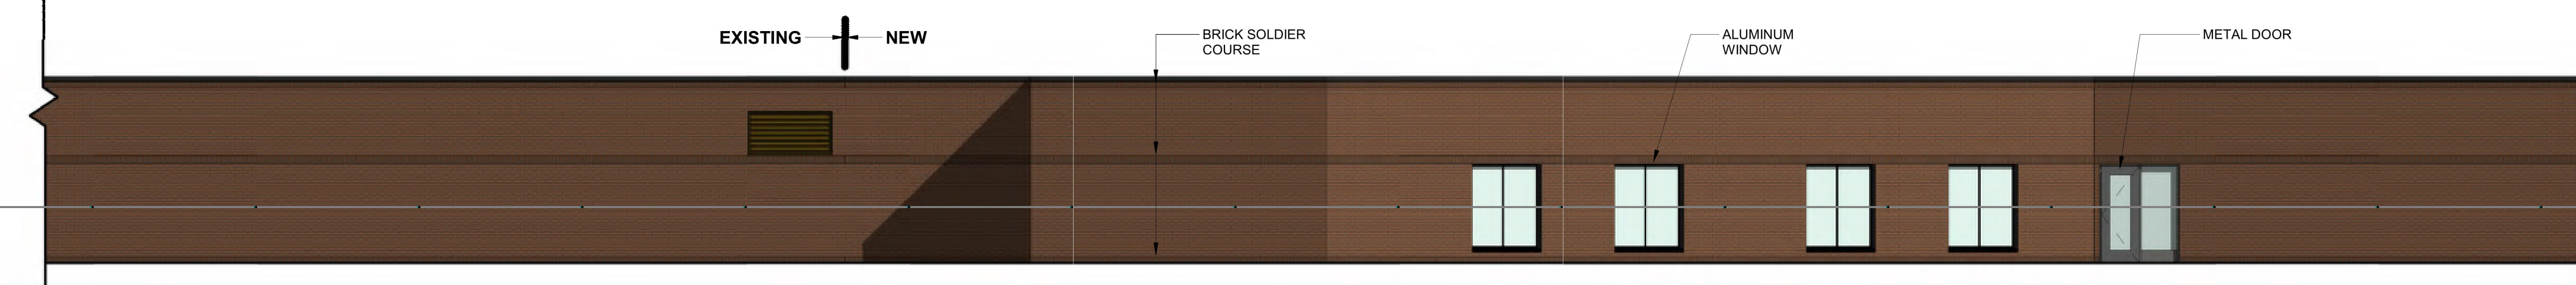 EXISTING
NEW
BRICK SOLDIER
COURSE
ALUMINUM
WINDOW
METAL DOOR